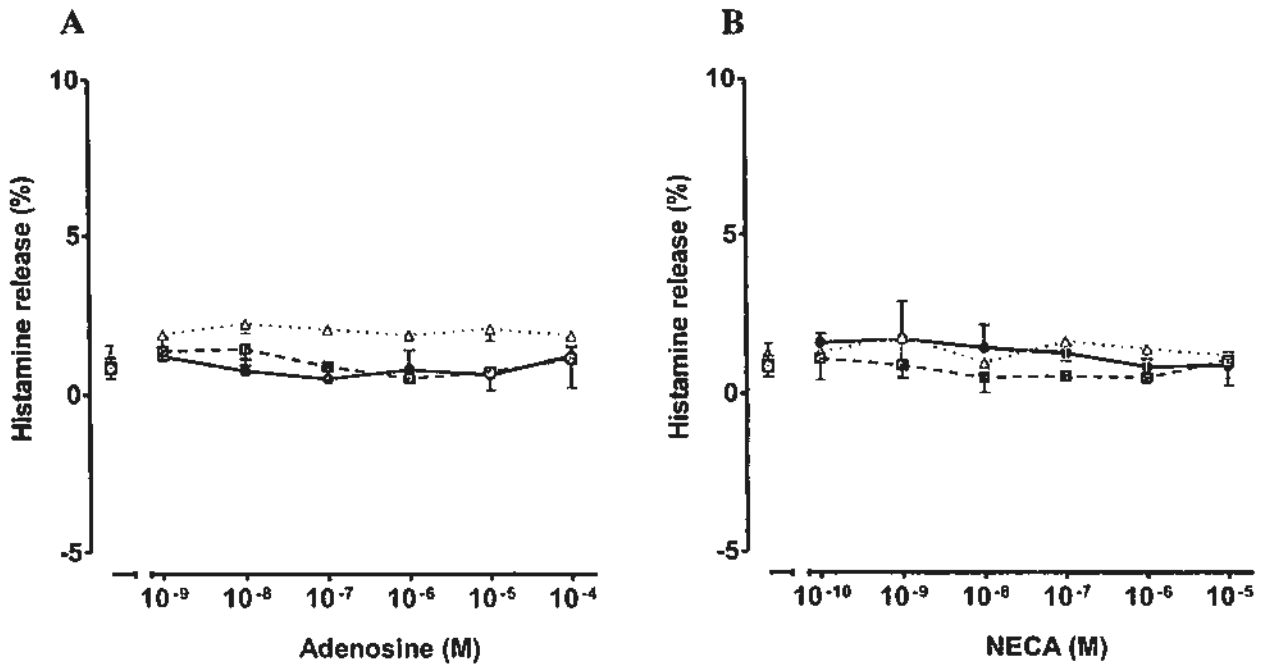 A
10
5
0
-5
Histamine release (%)
10⁻⁹ 10⁻⁸ 10⁻⁷ 10⁻⁶ 10⁻⁵ 10⁻⁴
Adenosine (M)
B
10
5
0
-5
Histamine release (%)
10⁻¹⁰ 10⁻⁹ 10⁻⁸ 10⁻⁷ 10⁻⁶ 10⁻⁵
NECA (M)